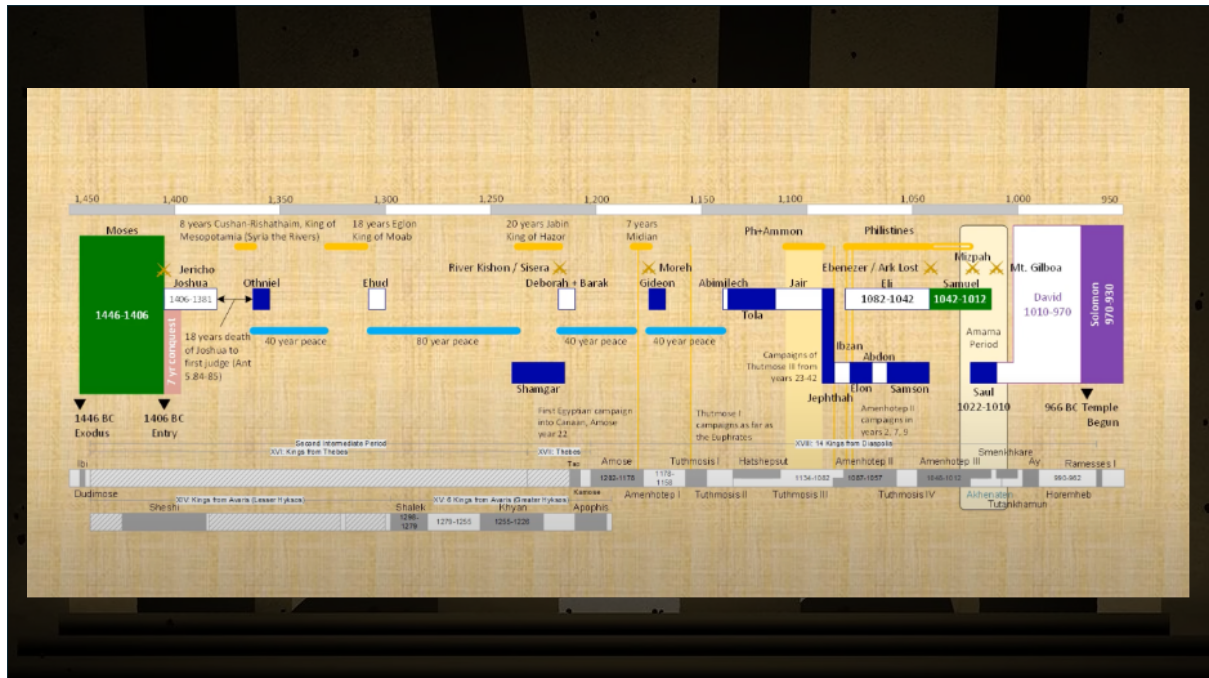 1,450 1,400 1,350 1,300 1,250 1,200 1,150 1,100 1,050 1,000 950
Moses
8 years Cushan-Rishathaim, King of
Mesopotamia (Syria the Rivers)
18 years Eglon
King of Moab
20 years Jabin
King of Hazor
7 years
Midian
Ph+Ammon
Philistines
Mizpah
Jericho
River Kishon / Sisera
Moreh
Ebenezer / Ark Lost
Mt. Gilboa
Joshua
Othniel
Ehud
Deborah + Barak
Gideon
Abimilech
Jair
Eli
Samuel
1406-1381
1082-1042
1042-1012
David
1010-970
Solomon
970-930
1446-1406
Tola
7 yr conquest
18 years death
of Joshua to
first judge (Ant
5.84-85)
40 year peace
80 year peace
40 year peace
40 year peace
Amarna
Period
Ibzan
Abdon
Campaigns of
Thutmose III from
years 23-42
Shamgar
Jephthah
Elon
Samson
Saul
1022-1010
1446 BC
Exodus
1406 BC
Entry
First Egyptian campaign
into Canaan, Amose
year 22
Thutmose I
campaigns as far as
the Euphrates
Amenhotep II
campaigns in
years 2, 7, 9
966 BC Temple
Begun
Second Intermediate Period
XVI: Kings from Thebes
XVII: Thebes
XVIII: 14 Kings from Diaspolis
Smenkhkare
Ibi
Tao
Amose
Tuthmosis I
Hatshepsut
Amenhotep II
Amenhotep III
Ay
Ramesses I
1178-
1158
1087-1057
Dudimose
Kamose
Amenhotep I
Tuthmosis II
Tuthmosis III
Tuthmosis IV
Akhenaten
Horemheb
Tutankhamun
XIV: Kings from Avaris (Lesser Hyksos)
XV: 6 Kings from Avaris (Greater Hyksos)
Sheshi
Shalek
Khyan
Apophis
1279-1255